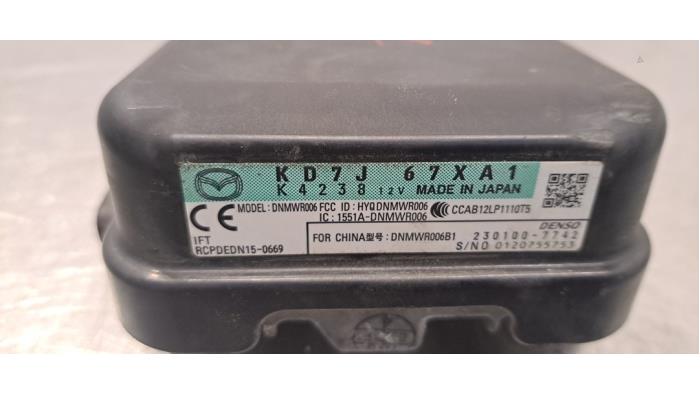 KD7J 67XA1
K4238 12V MADE IN JAPAN
MODEL: DNMWR006 FCC ID: HYQDNMWR006
IC: 1551A-DNMWR006
CCAB12LP1110T5
CE
IFT
RCPDEDN15-0669
FOR CHINA型号: DNMWR006B1
DENSO
230100-7742
S/NO 0120755753